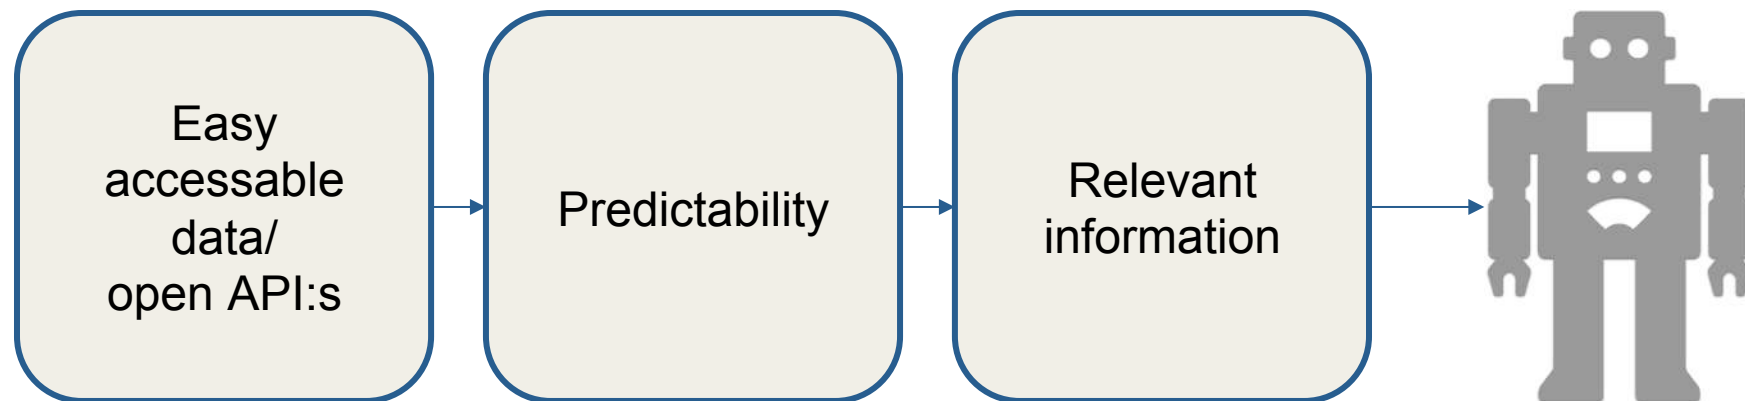 Easy
accessable
data/
open API:s
Predictability
Relevant
information